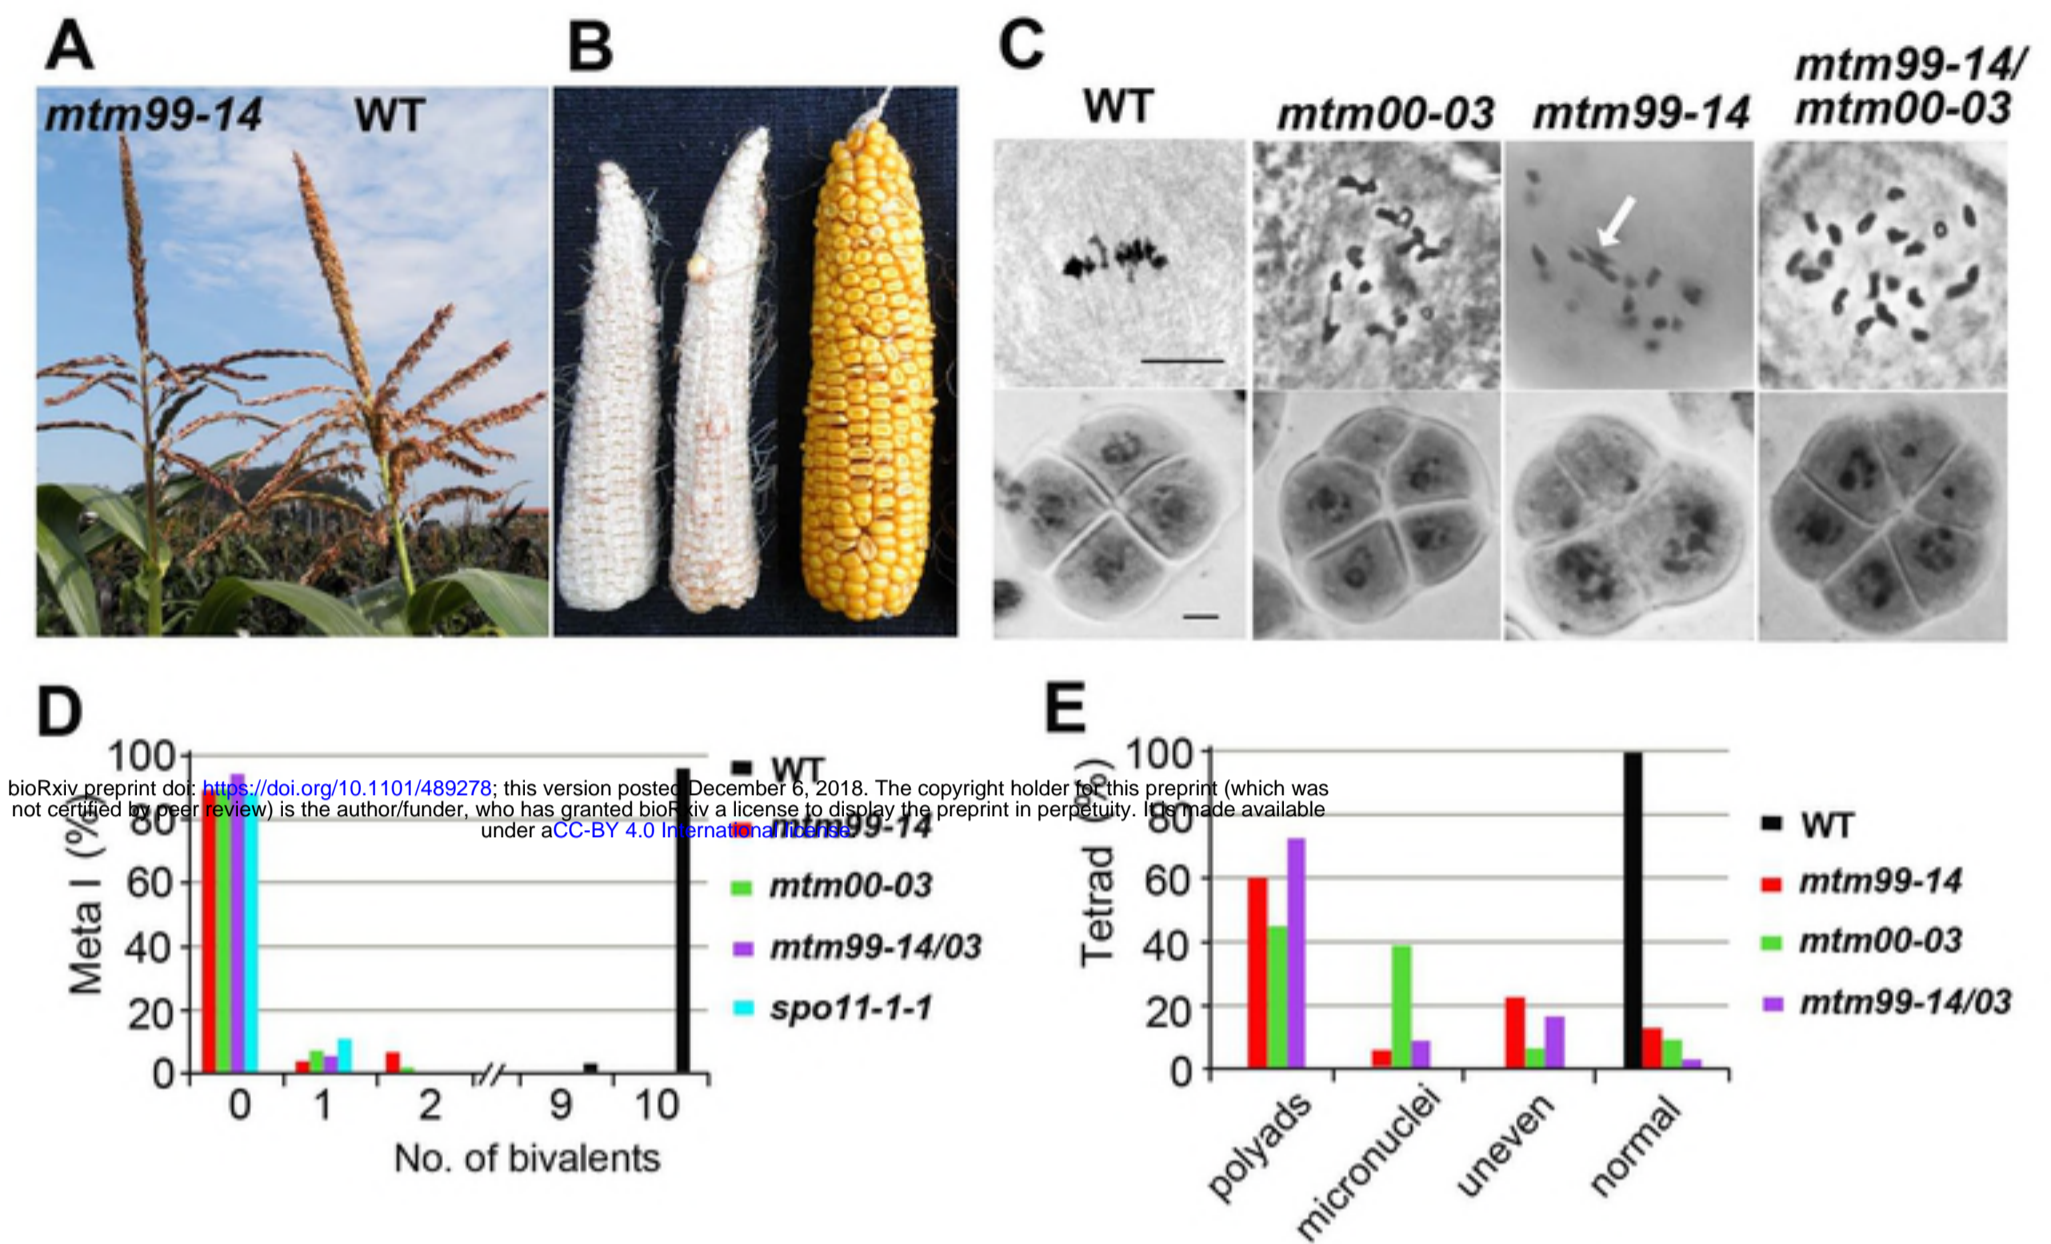 A
B
C
mtm99-14
WT
WT
mtm00-03
mtm99-14
mtm99-14/
mtm00-03
D
100
80
60
40
20
0
Meta I (%)
0
1
2
9
10
No. of bivalents
WT
mtm99-14
mtm00-03
mtm99-14/03
spo11-1-1
bioRxiv preprint doi: https://doi.org/10.1101/489278; this version posted December 6, 2018. The copyright holder for this preprint (which was
not certified by peer review) is the author/funder, who has granted bioRxiv a license to display the preprint in perpetuity. It is made available
under aCC-BY 4.0 International license.
E
100
80
60
40
20
0
Tetrad (%)
polyads
micronuclei
uneven
normal
WT
mtm99-14
mtm00-03
mtm99-14/03